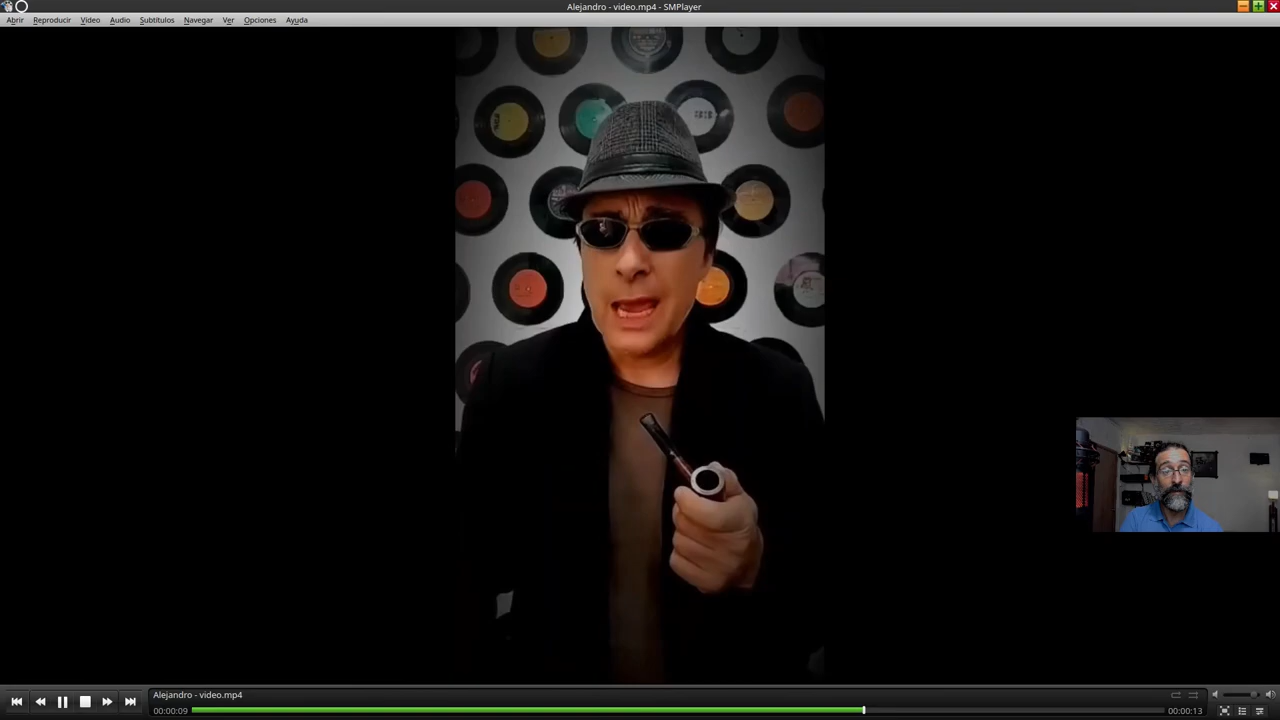 Alejandro - video.mp4 - SMPlayer
Abrir Reproducir Video Audio Subtítulos Navegar Ver Opciones Ayuda
Alejandro - video.mp4
00:00:09 00:00:13